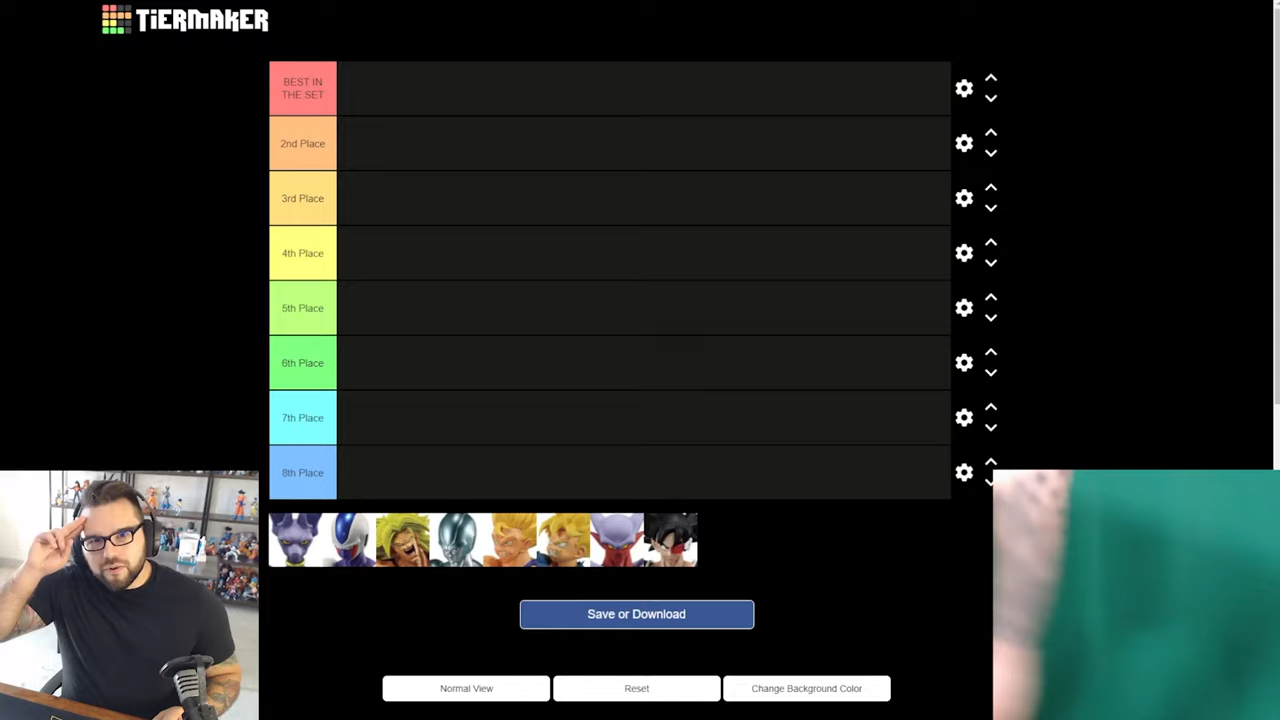 TiERMAKER
BEST IN
THE SET
2nd Place
3rd Place
4th Place
5th Place
6th Place
7th Place
8th Place
Save or Download
Normal View
Reset
Change Background Color